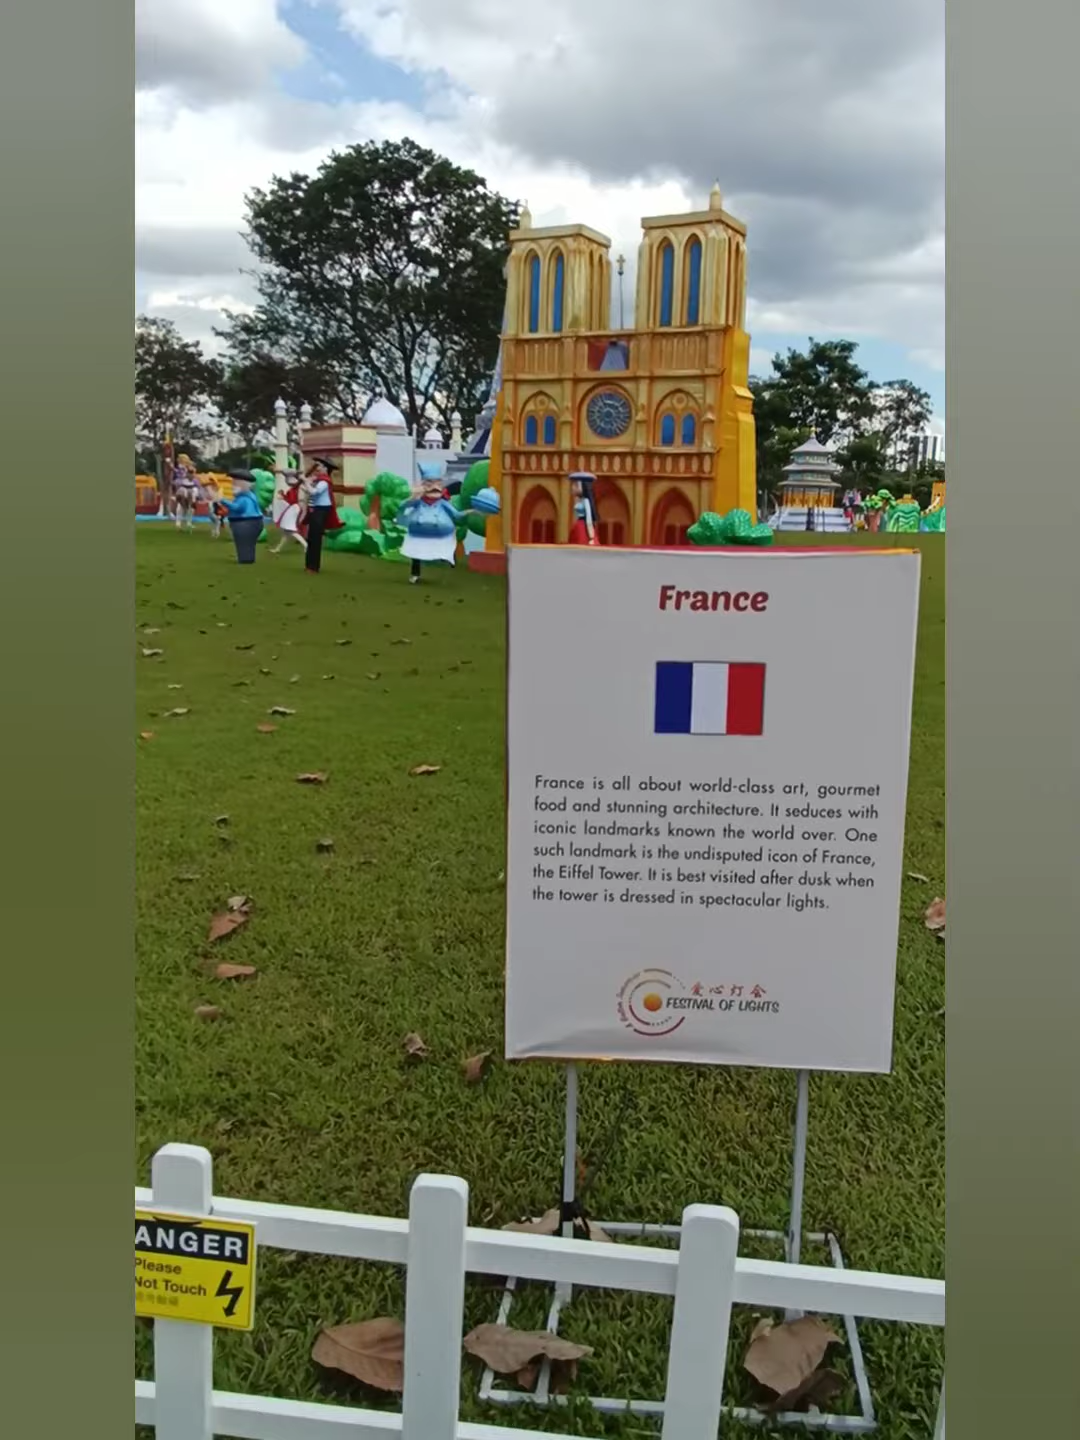 France
France is all about world-class art, gourmet
food and stunning architecture. It seduces with
iconic landmarks known the world over. One
such landmark is the undisputed icon of France,
the Eiffel Tower. It is best visited after dusk when
the tower is dressed in spectacular lights.
爱心灯会
FESTIVAL OF LIGHTS
ANGER
Please
Not Touch